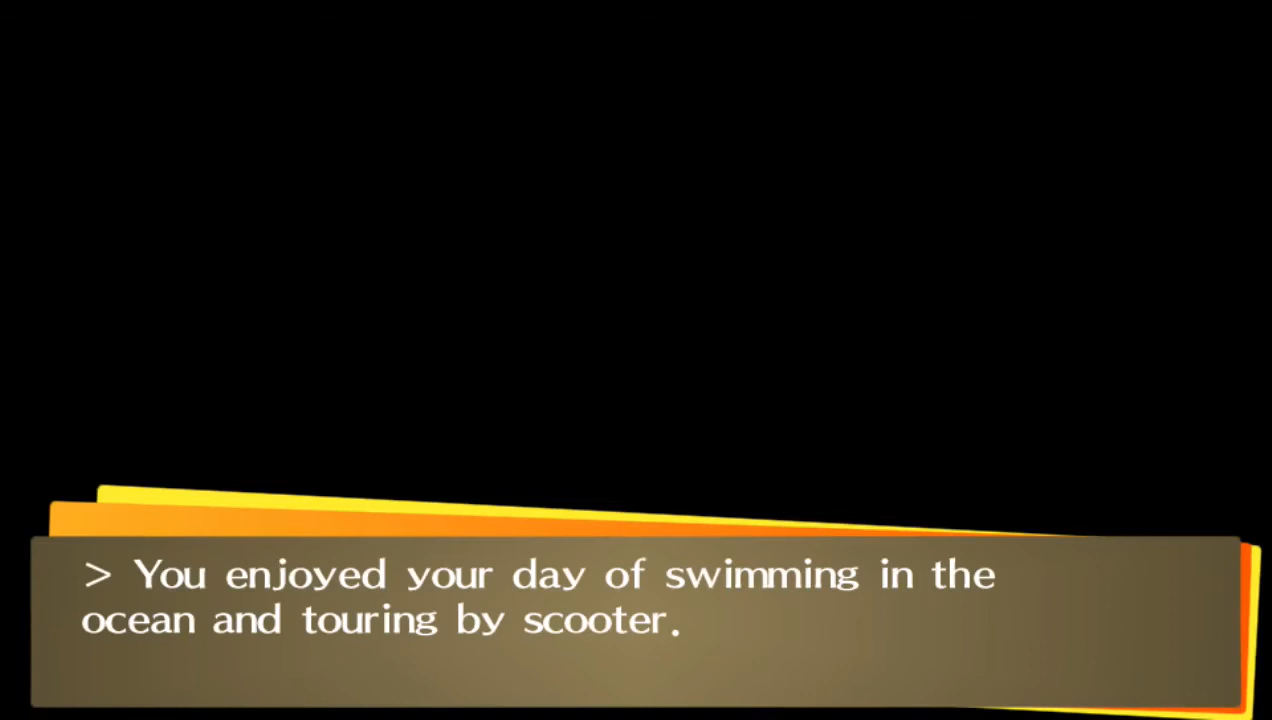 > You enjoyed your day of swimming in the
ocean and touring by scooter.